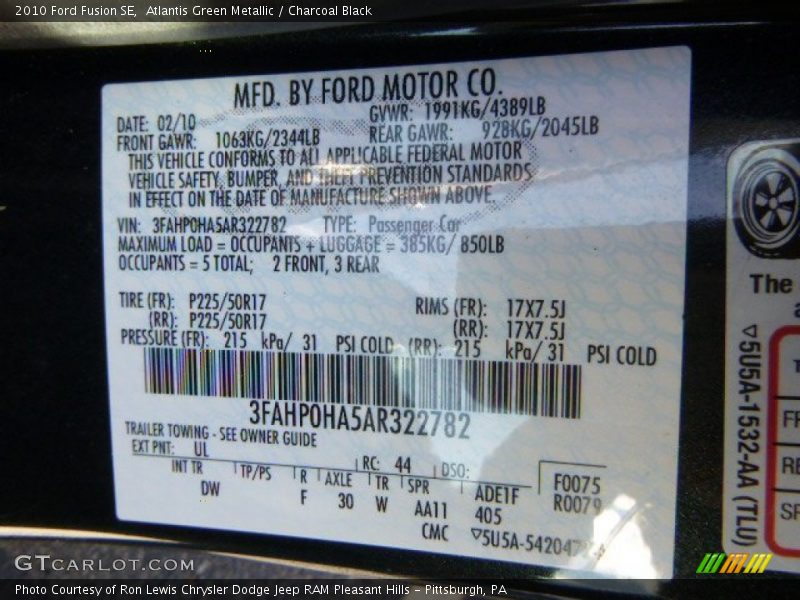 2010 Ford Fusion SE, Atlantis Green Metallic / Charcoal Black
MFD. BY FORD MOTOR CO.
DATE: 02/10 GVWR: 1991KG/4389LB
FRONT GAWR: 1063KG/2344LB REAR GAWR: 928KG/2045LB
THIS VEHICLE CONFORMS TO ALL APPLICABLE FEDERAL MOTOR
VEHICLE SAFETY, BUMPER, AND THEFT PREVENTION STANDARDS
IN EFFECT ON THE DATE OF MANUFACTURE SHOWN ABOVE.
VIN: 3FAHP0HA5AR322782 TYPE: Passenger Car
MAXIMUM LOAD = OCCUPANTS + LUGGAGE = 385KG/ 850LB
OCCUPANTS = 5 TOTAL; 2 FRONT, 3 REAR
TIRE (FR): P225/50R17 RIMS (FR): 17X7.5J
(RR): P225/50R17 (RR): 17X7.5J
PRESSURE (FR): 215 kPa/ 31 PSI COLD (RR): 215 kPa/ 31 PSI COLD
3FAHP0HA5AR322782
TRAILER TOWING - SEE OWNER GUIDE
EXT PNT: UL RC: 44 DSO:
INT TR TP/PS R AXLE TR SPR ADE1F F0075
DW F 30 W AA11 405 R0079
CMC ▽5U5A-
The
▽5U5A-1532-AA (TLU)
GTCARLOT.COM
Photo Courtesy of Ron Lewis Chrysler Dodge Jeep RAM Pleasant Hills - Pittsburgh, PA